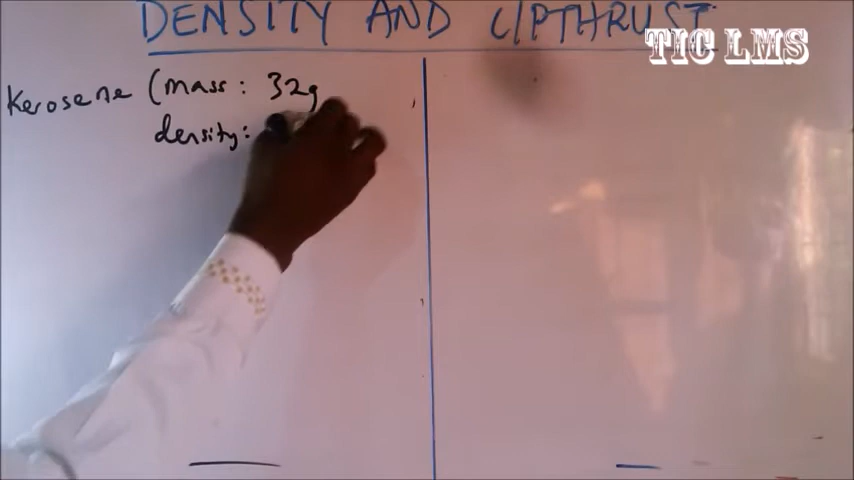 DENSITY AND UPTHRUST
TIC LMS
Kerosene (mass: 32g
density: